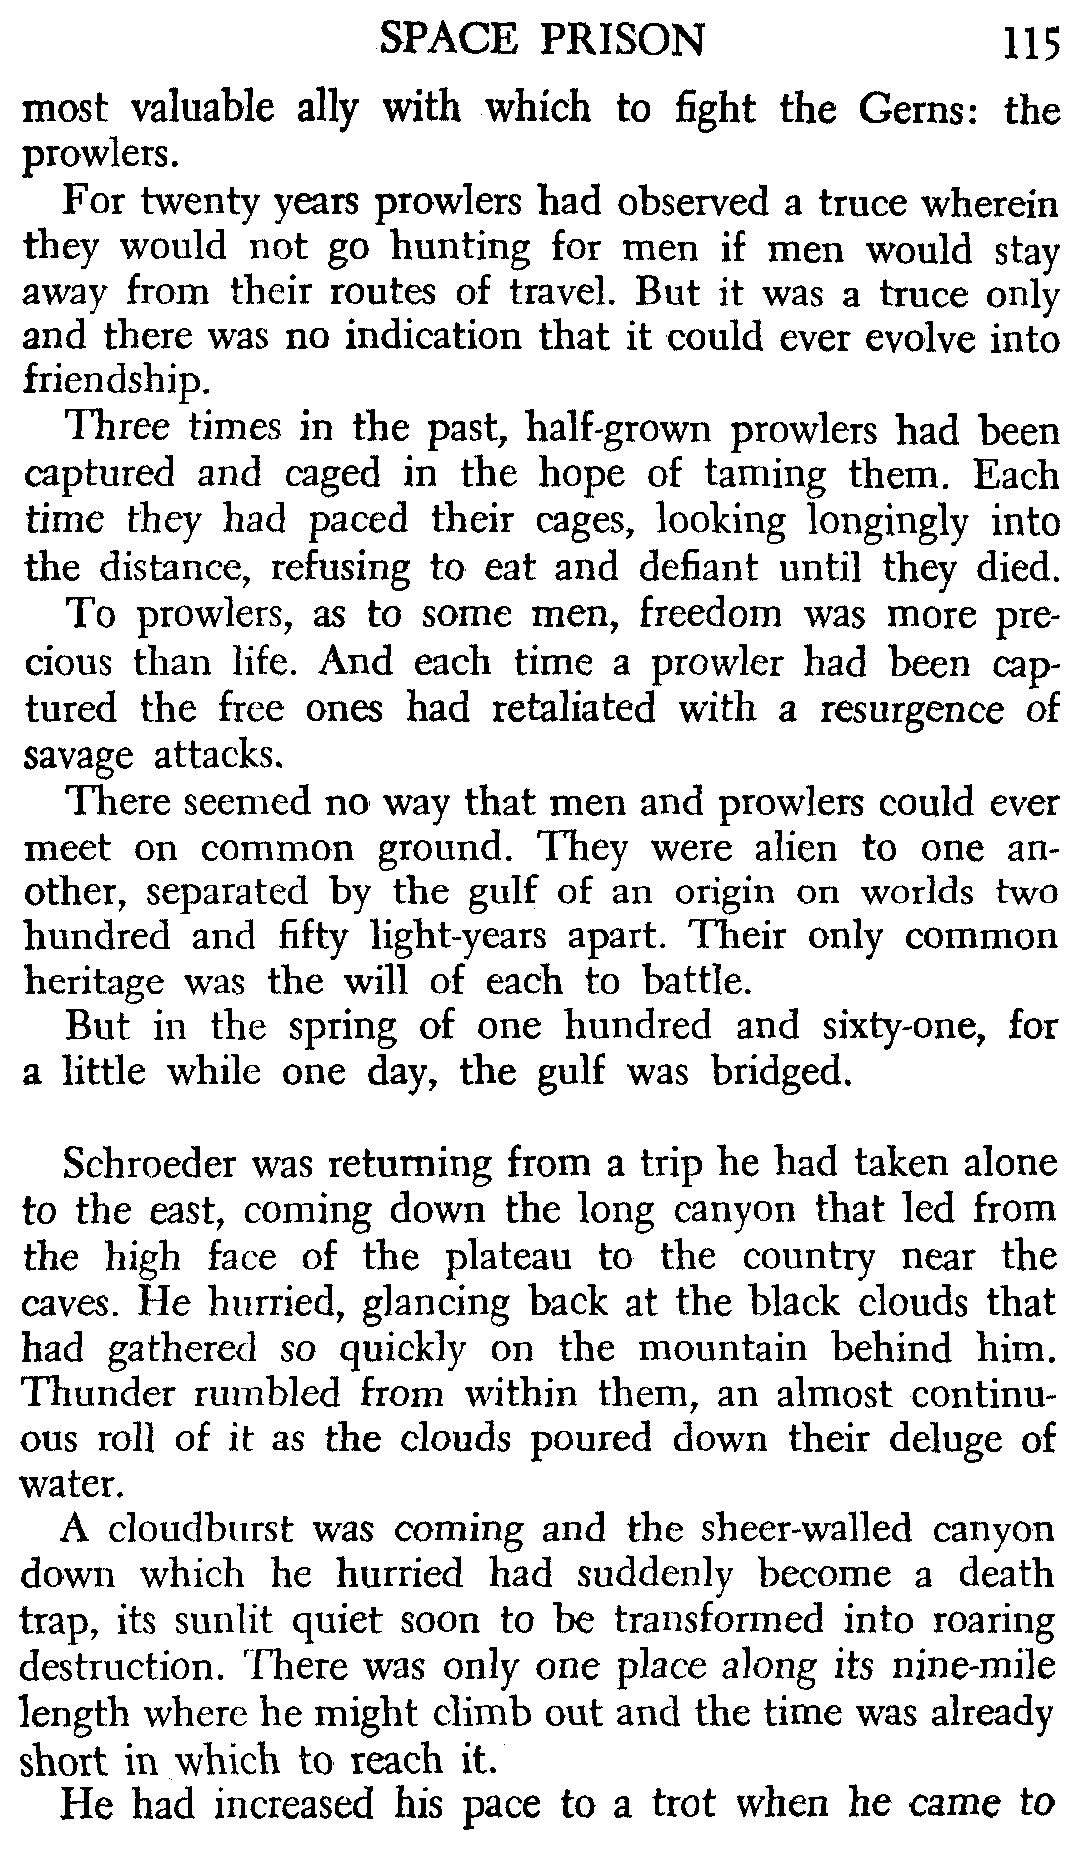 SPACE PRISON 115
most valuable ally with which to fight the Gerns: the
prowlers.
For twenty years prowlers had observed a truce wherein
they would not go hunting for men if men would stay
away from their routes of travel. But it was a truce only
and there was no indication that it could ever evolve into
friendship.
Three times in the past, half-grown prowlers had been
captured and caged in the hope of taming them. Each
time they had paced their cages, looking longingly into
the distance, refusing to eat and defiant until they died.
To prowlers, as to some men, freedom was more pre-
cious than life. And each time a prowler had been cap-
tured the free ones had retaliated with a resurgence of
savage attacks.
There seemed no way that men and prowlers could ever
meet on common ground. They were alien to one an-
other, separated by the gulf of an origin on worlds two
hundred and fifty light-years apart. Their only common
heritage was the will of each to battle.
But in the spring of one hundred and sixty-one, for
a little while one day, the gulf was bridged.
Schroeder was returning from a trip he had taken alone
to the east, coming down the long canyon that led from
the high face of the plateau to the country near the
caves. He hurried, glancing back at the black clouds that
had gathered so quickly on the mountain behind him.
Thunder rumbled from within them, an almost continu-
ous roll of it as the clouds poured down their deluge of
water.
A cloudburst was coming and the sheer-walled canyon
down which he hurried had suddenly become a death
trap, its sunlit quiet soon to be transformed into roaring
destruction. There was only one place along its nine-mile
length where he might climb out and the time was already
short in which to reach it.
He had increased his pace to a trot when he came to